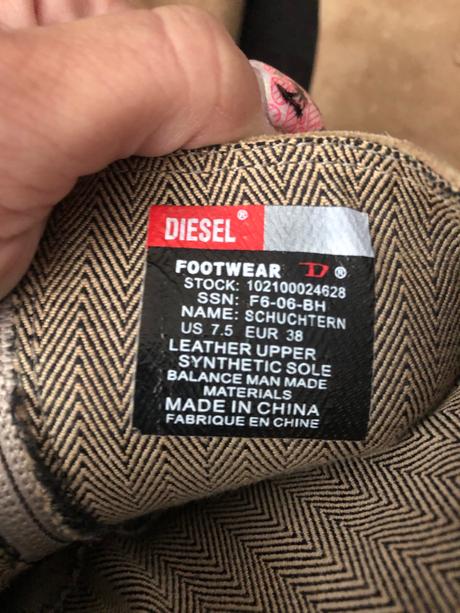 DIESEL®
FOOTWEAR D ®
STOCK: 102100024628
SSN: F6-06-BH
NAME: SCHUCHTERN
US 7.5 EUR 38
LEATHER UPPER
SYNTHETIC SOLE
BALANCE MAN MADE
MATERIALS
MADE IN CHINA
FABRIQUE EN CHINE